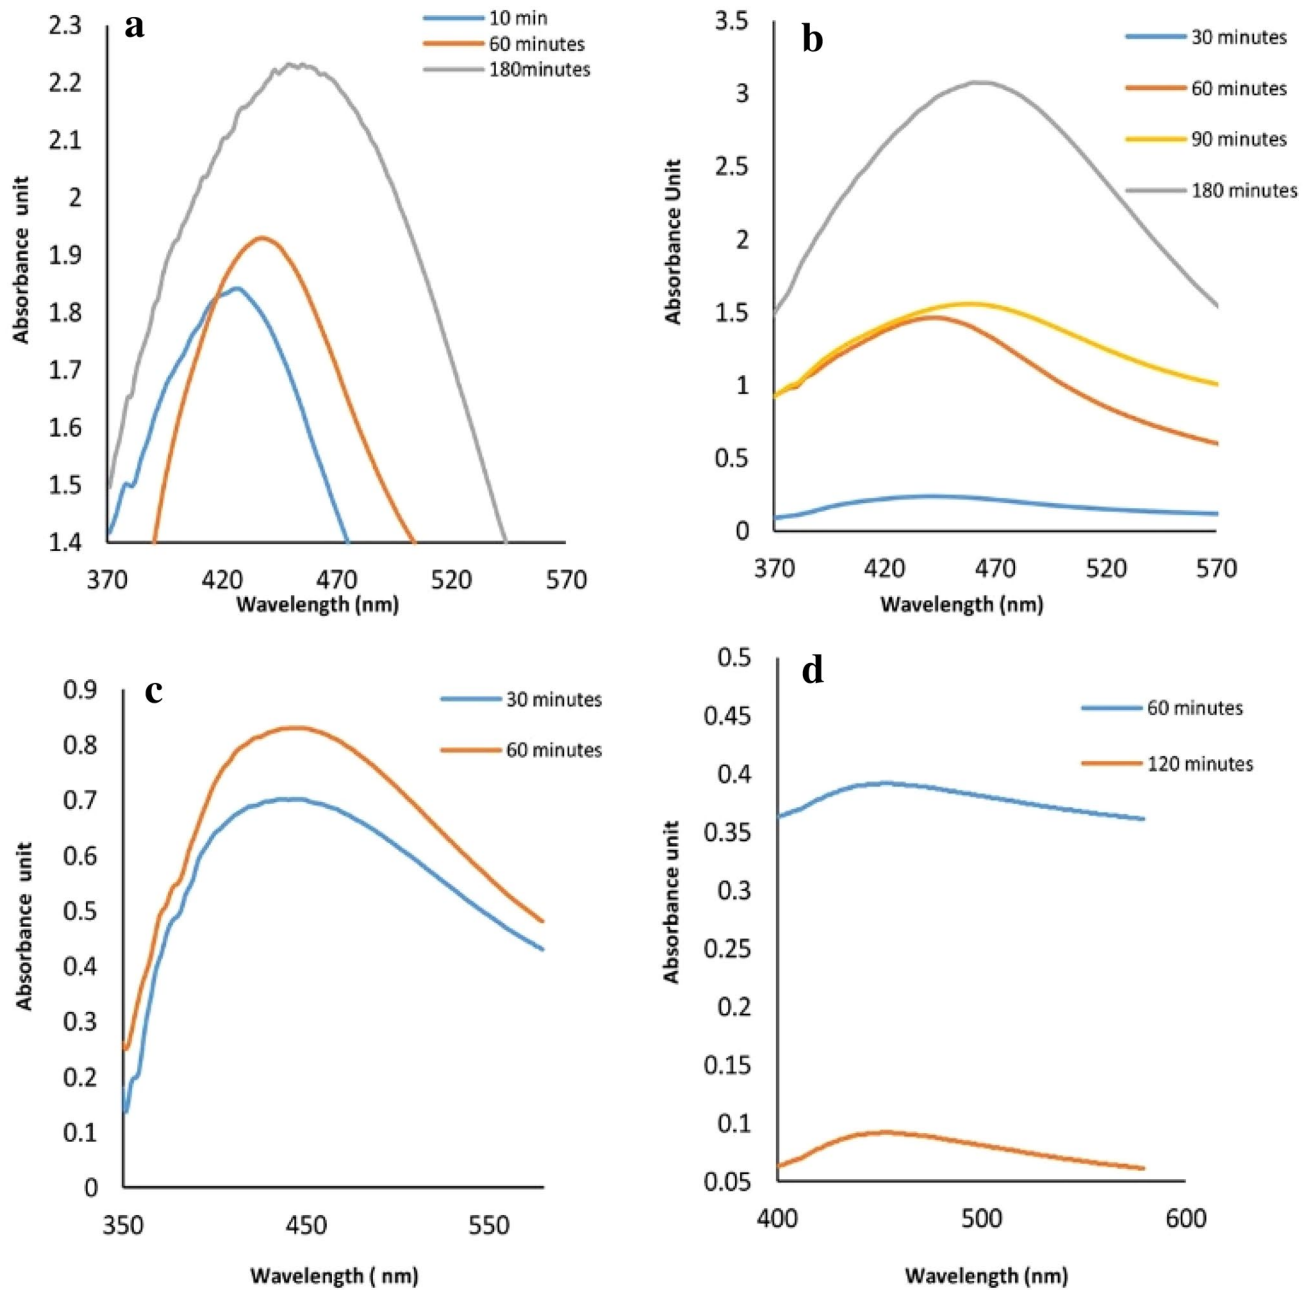 a
10 min
60 minutes
180minutes
2.3
2.2
2.1
2
1.9
1.8
1.7
1.6
1.5
1.4
370 420 470 520 570
Absorbance unit
Wavelength (nm)
b
30 minutes
60 minutes
90 minutes
180 minutes
3.5
3
2.5
2
1.5
1
0.5
0
370 420 470 520 570
Absorbance Unit
Wavelength (nm)
c
30 minutes
60 minutes
0.9
0.8
0.7
0.6
0.5
0.4
0.3
0.2
0.1
0
350 450 550
Absorbance unit
Wavelength ( nm)
d
60 minutes
120 minutes
0.5
0.45
0.4
0.35
0.3
0.25
0.2
0.15
0.1
0.05
400 500 600
Absorbance unit
Wavelength (nm)